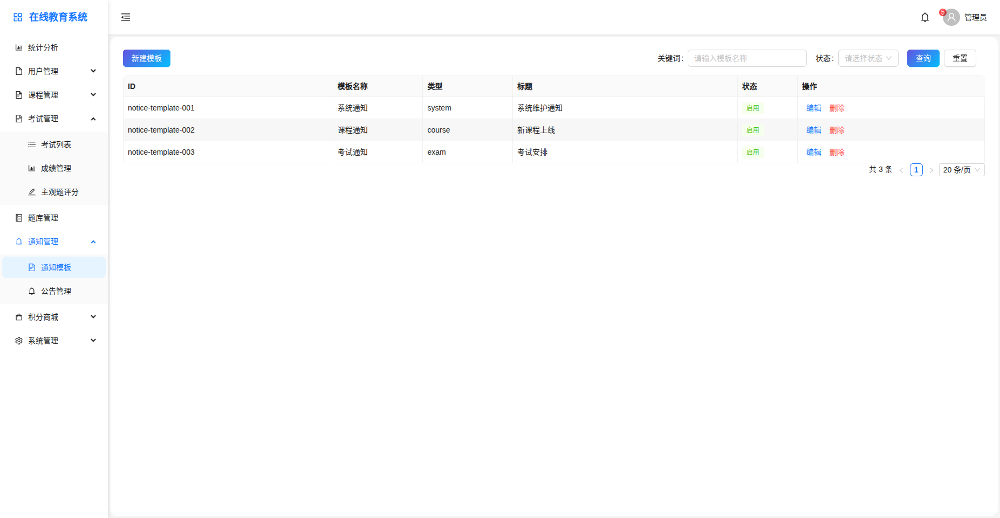 在线教育系统
5
管理员
统计分析
用户管理
课程管理
考试管理
考试列表
成绩管理
主观题评分
题库管理
通知管理
通知模板
公告管理
积分商城
系统管理
新建模板 关键词: 请输入模板名称 状态: 请选择状态 查询 重置
ID 模板名称 类型 标题 状态 操作
notice-template-001 系统通知 system 系统维护通知 启用 编辑 删除
notice-template-002 课程通知 course 新课程上线 启用 编辑 删除
notice-template-003 考试通知 exam 考试安排 启用 编辑 删除
共 3 条 1 20 条/页